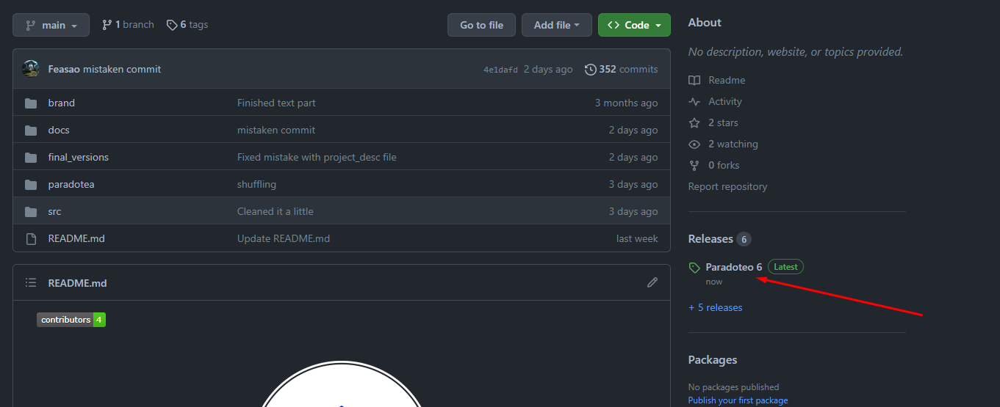 main 1 branch 6 tags Go to file Add file Code
Feasao mistaken commit 4e1dafd 2 days ago 352 commits
brand Finished text part 3 months ago
docs mistaken commit 2 days ago
final_versions Fixed mistake with project_desc file 2 days ago
paradotea shuffling 3 days ago
src Cleaned it a little 3 days ago
README.md Update README.md last week
README.md
contributors 4
About
No description, website, or topics provided.
Readme
Activity
2 stars
2 watching
0 forks
Report repository
Releases 6
Paradoteo 6 Latest
now
+ 5 releases
Packages
No packages published
Publish your first package